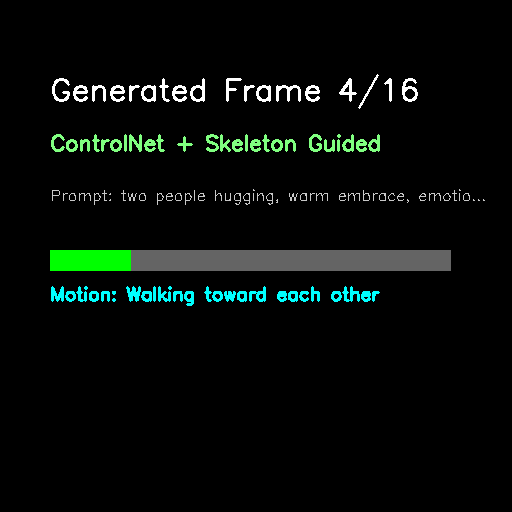 Generated Frame 4/16
ControlNet + Skeleton Guided
Prompt: two people hugging, warm embrace, emotio...
Motion: Walking toward each other